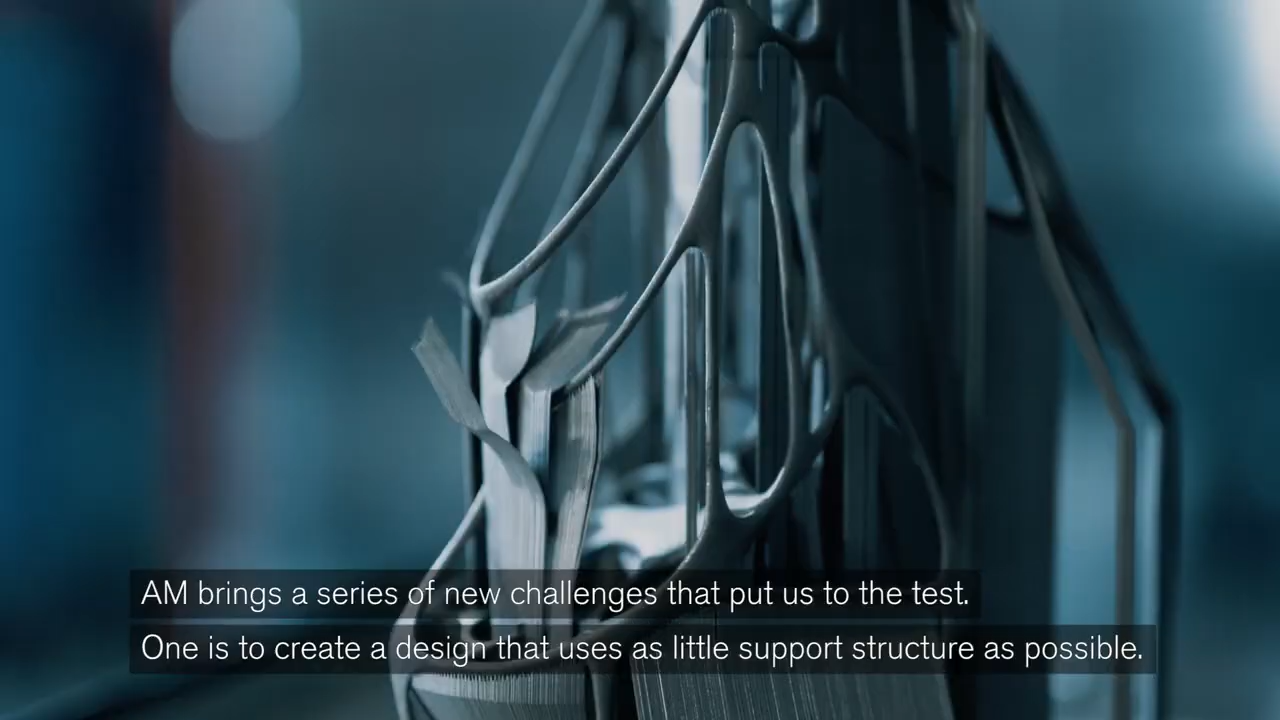 AM brings a series of new challenges that put us to the test.
One is to create a design that uses as little support structure as possible.